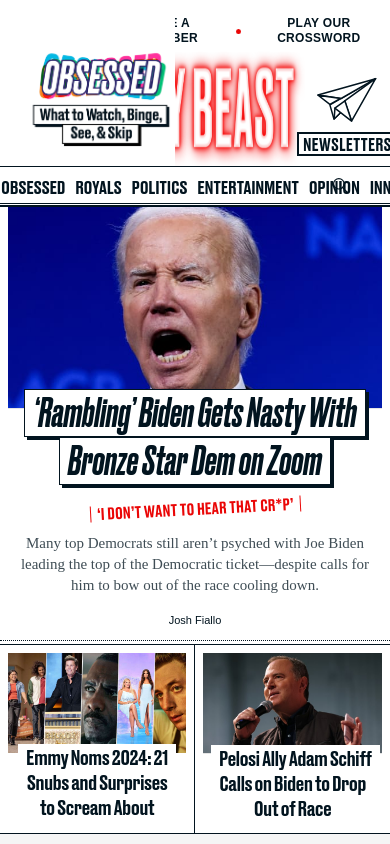 E A
BER
PLAY OUR
CROSSWORD
OBSESSED
What to Watch, Binge,
See, & Skip
Y BEAST
NEWSLETTERS
OBSESSED ROYALS POLITICS ENTERTAINMENT OPINION INN
NA
‘Rambling’ Biden Gets Nasty With
Bronze Star Dem on Zoom
‘I DON’T WANT TO HEAR THAT CR*P’
Many top Democrats still aren’t psyched with Joe Biden
leading the top of the Democratic ticket—despite calls for
him to bow out of the race cooling down.
Josh Fiallo
Emmy Noms 2024: 21
Snubs and Surprises
to Scream About
Pelosi Ally Adam Schiff
Calls on Biden to Drop
Out of Race